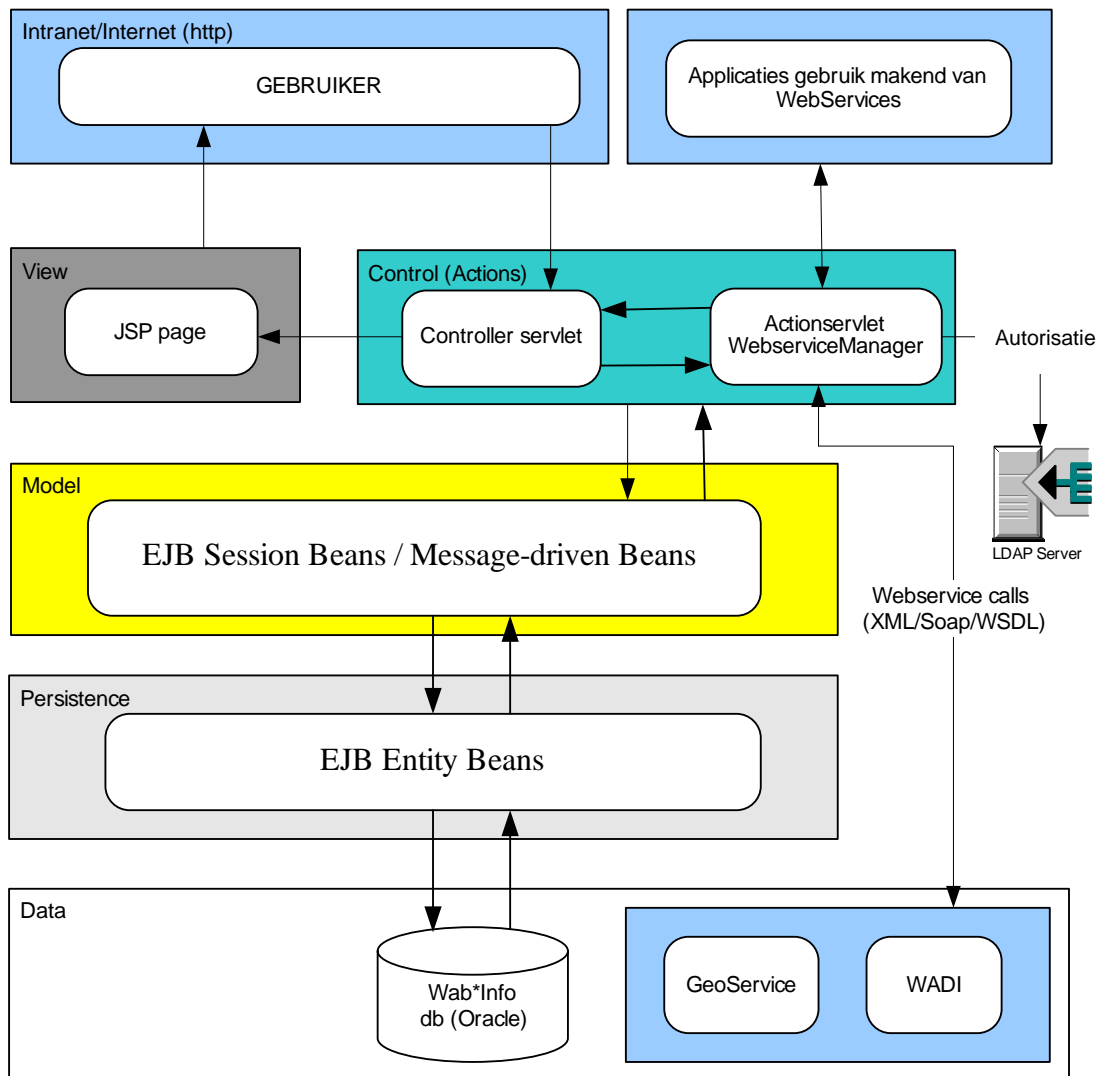 Intranet/Internet (http)
GEBRUIKER
Applicaties gebruik makend van
WebServices
View
JSP page
Control (Actions)
Controller servlet
Actionservlet
WebserviceManager
Autorisatie
LDAP Server
Model
EJB Session Beans / Message-driven Beans
Webservice calls
(XML/Soap/WSDL)
Persistence
EJB Entity Beans
Data
Wab*Info
db (Oracle)
GeoService
WADI